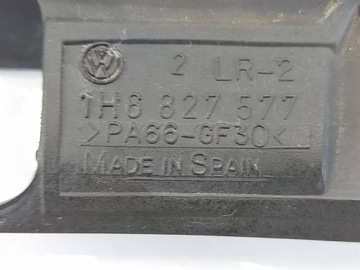 2 LR-2
1H6 827 577
>PA66-GF30<
MADE IN SPAIN